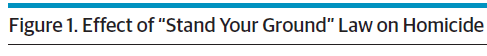 Figure 1. Effect of “Stand Your Ground” Law on Homicide